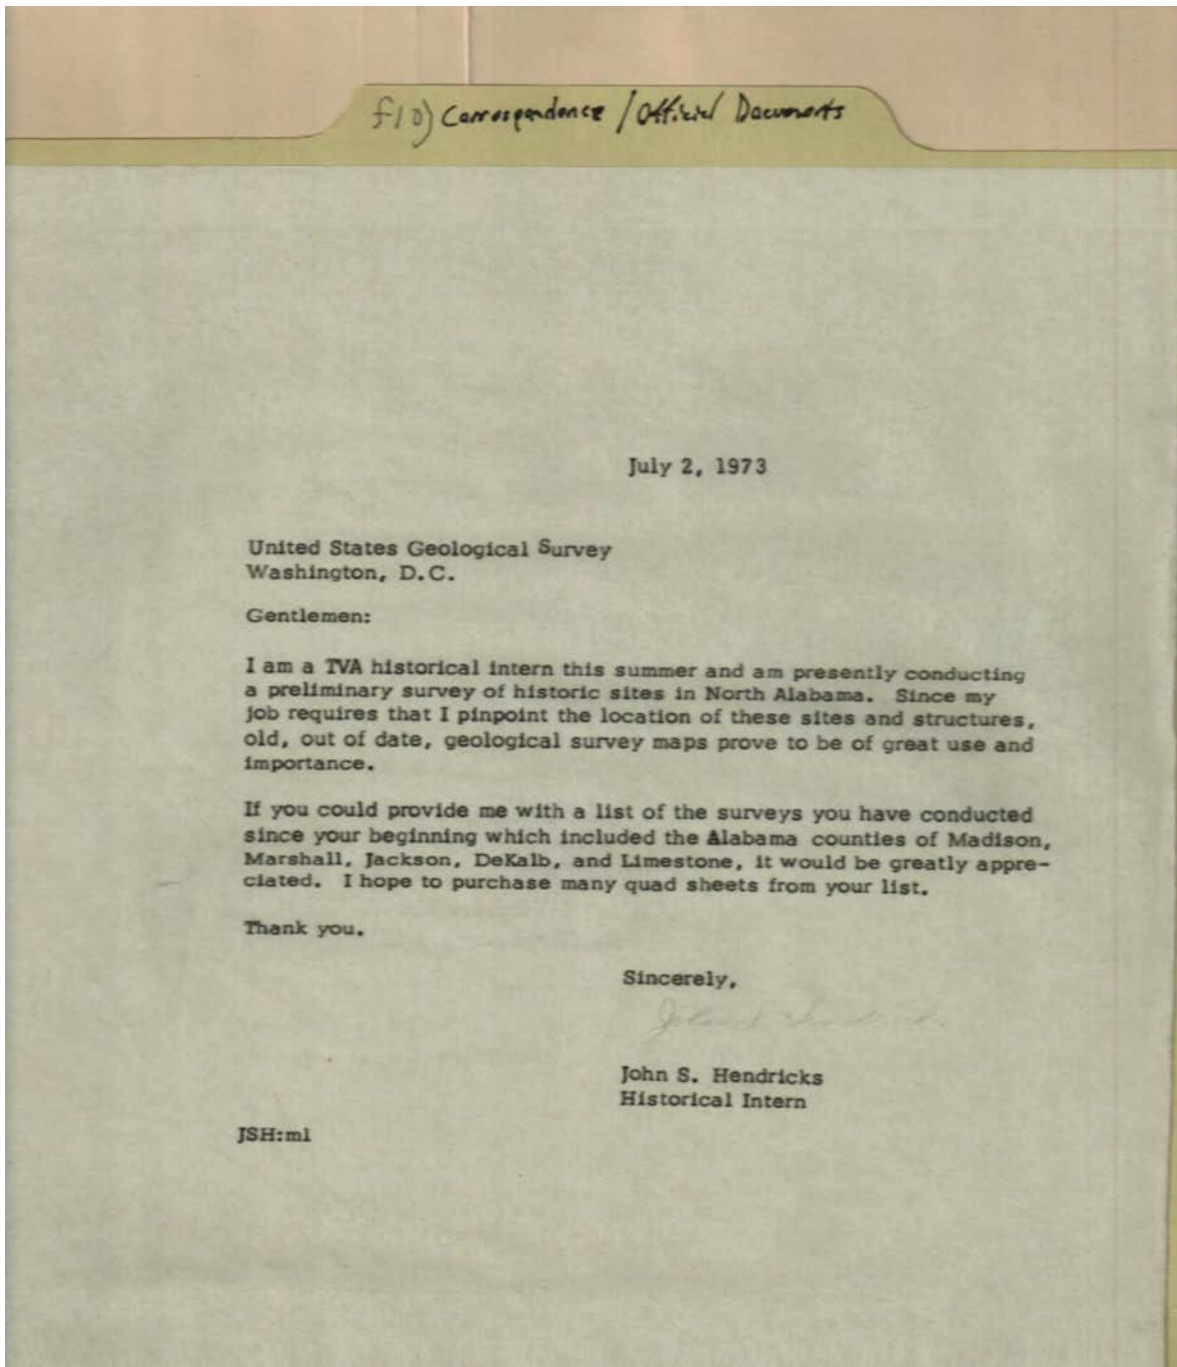 f10) Correspondence / Official Documents
July 2, 1973
United States Geological Survey
Washington, D.C.
Gentlemen:
I am a TVA historical intern this summer and am presently conducting
a preliminary survey of historic sites in North Alabama. Since my
job requires that I pinpoint the location of these sites and structures,
old, out of date, geological survey maps prove to be of great use and
importance.
If you could provide me with a list of the surveys you have conducted
since your beginning which included the Alabama counties of Madison,
Marshall, Jackson, DeKalb, and Limestone, it would be greatly appre-
ciated. I hope to purchase many quad sheets from your list.
Thank you.
Sincerely,
John S. Hendricks
John S. Hendricks
Historical Intern
JSH:ml